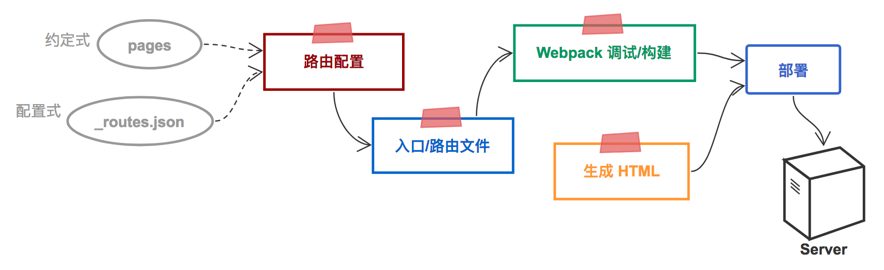 约定式
pages
配置式
_routes.json
路由配置
入口/路由文件
Webpack 调试/构建
生成 HTML
部署
Server